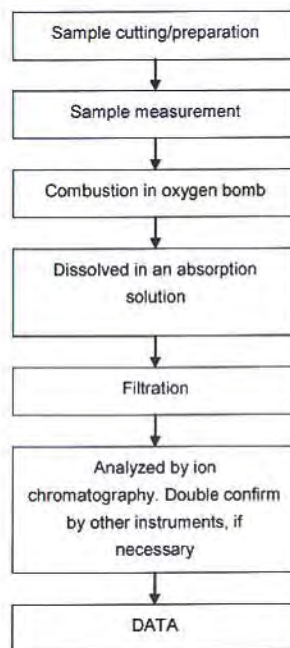 Sample cutting/preparation
Sample measurement
Combustion in oxygen bomb
Dissolved in an absorption
solution
Filtration
Analyzed by ion
chromatography. Double confirm
by other instruments, if
necessary
DATA